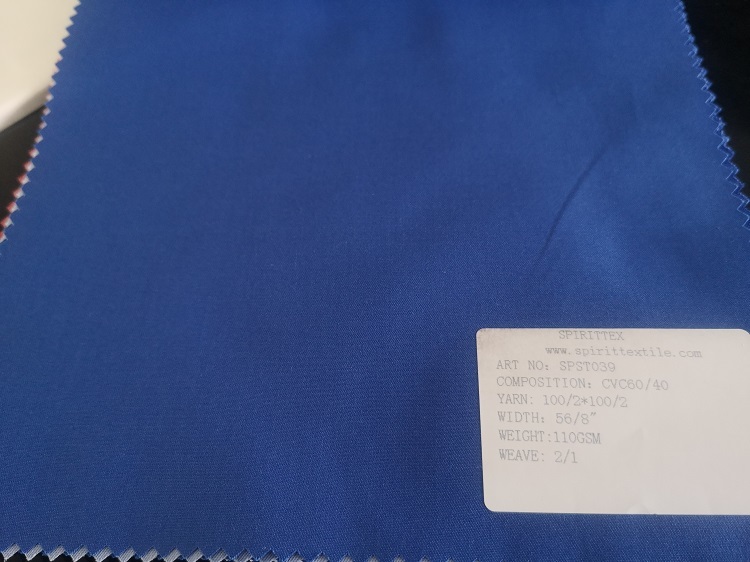 SPIRITTEX
www.spirittextile.com
ART NO: SPST039
COMPOSITION: CVC60/40
YARN: 100/2*100/2
WIDTH: 56/8"
WEIGHT:110GSM
WEAVE: 2/1